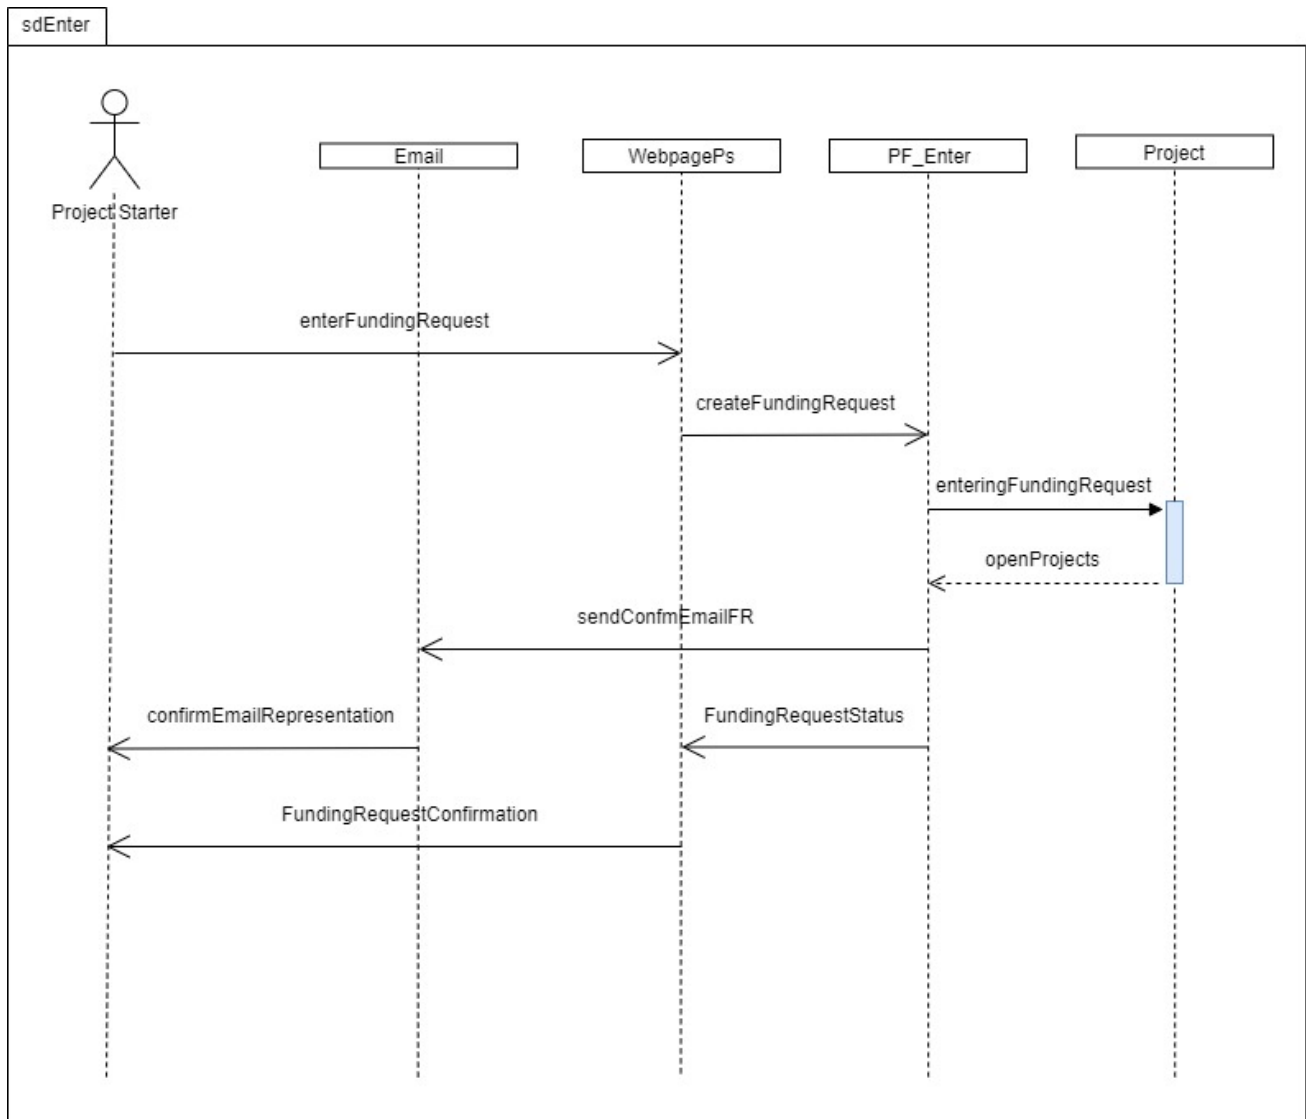 sdEnter
Email
WebpagePs
PF_Enter
Project
Project Starter
enterFundingRequest
createFundingRequest
enteringFundingRequest
openProjects
sendConfmEmailFR
confirmEmailRepresentation
FundingRequestStatus
FundingRequestConfirmation